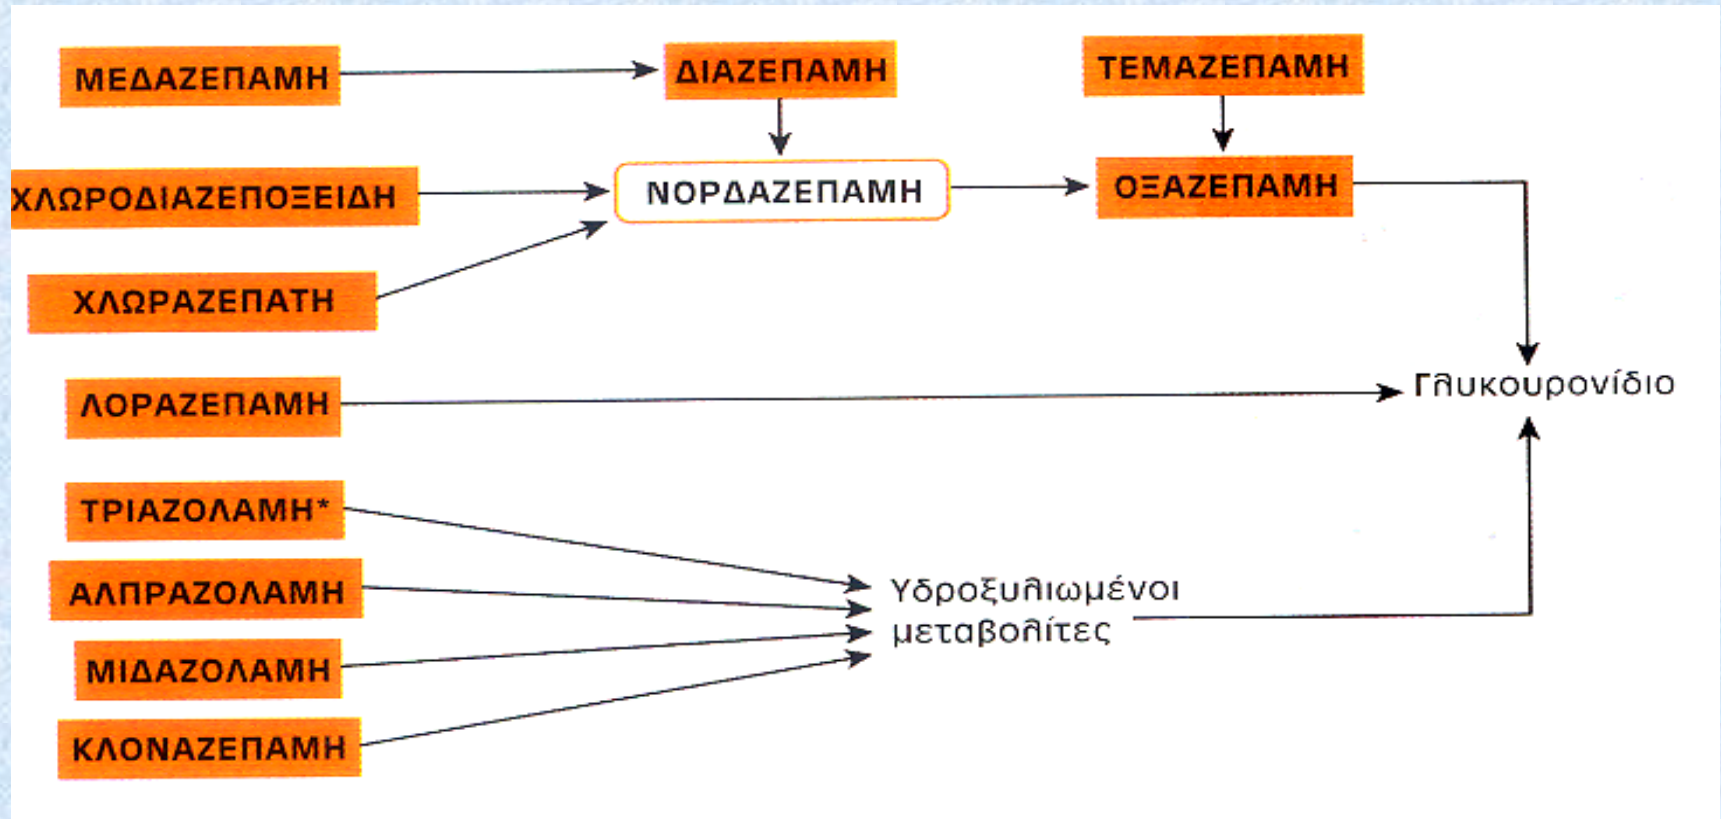 ΜΕΔΑΖΕΠΑΜΗ
ΔΙΑΖΕΠΑΜΗ
ΤΕΜΑΖΕΠΑΜΗ
ΧΛΩΡΟΔΙΑΖΕΠΟΞΕΙΔΗ
ΝΟΡΔΑΖΕΠΑΜΗ
ΟΞΑΖΕΠΑΜΗ
ΧΛΩΡΑΖΕΠΑΤΗ
ΛΟΡΑΖΕΠΑΜΗ
Γλυκουρονίδιο
ΤΡΙΑΖΟΛΑΜΗ*
ΑΛΠΡΑΖΟΛΑΜΗ
Υδροξυλιωμένοι
μεταβολίτες
ΜΙΔΑΖΟΛΑΜΗ
ΚΛΟΝΑΖΕΠΑΜΗ